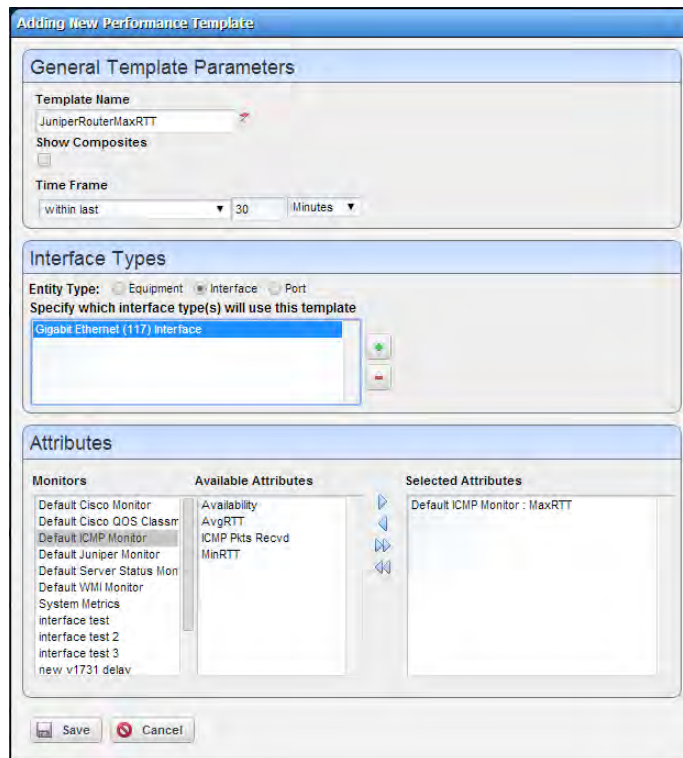 Adding New Performance Template
General Template Parameters
Template Name
JuniperRouterMaxRTT
Show Composites
Time Frame
within last 30 Minutes
Interface Types
Entity Type: Equipment Interface Port
Specify which interface type(s) will use this template
Gigabit Ethernet (117) Interface
Attributes
Monitors Available Attributes Selected Attributes
Default Cisco Monitor
Default Cisco QOS Classm
Default ICMP Monitor
Default Juniper Monitor
Default Server Status Mon
Default WMI Monitor
System Metrics
interface test
interface test 2
interface test 3
new v1731 delay
Availability
AvgRTT
ICMP Pkts Recvd
MinRTT
Default ICMP Monitor : MaxRTT
Save Cancel